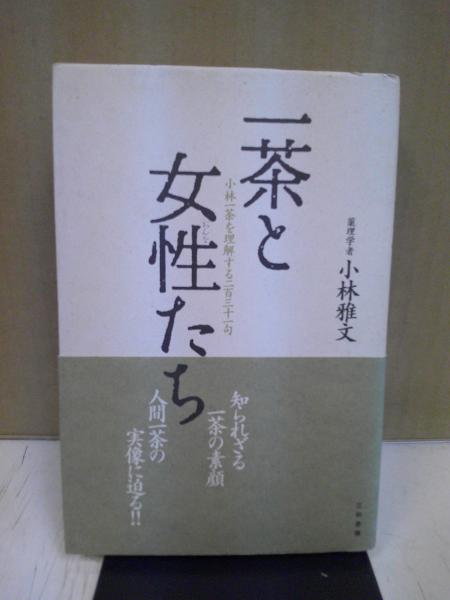 一茶と
女性たち
小林一茶を理解する二百三十一句
薬理学者 小林雅文
知られざる
一茶の素顔
人間一茶の
実像に迫る!!